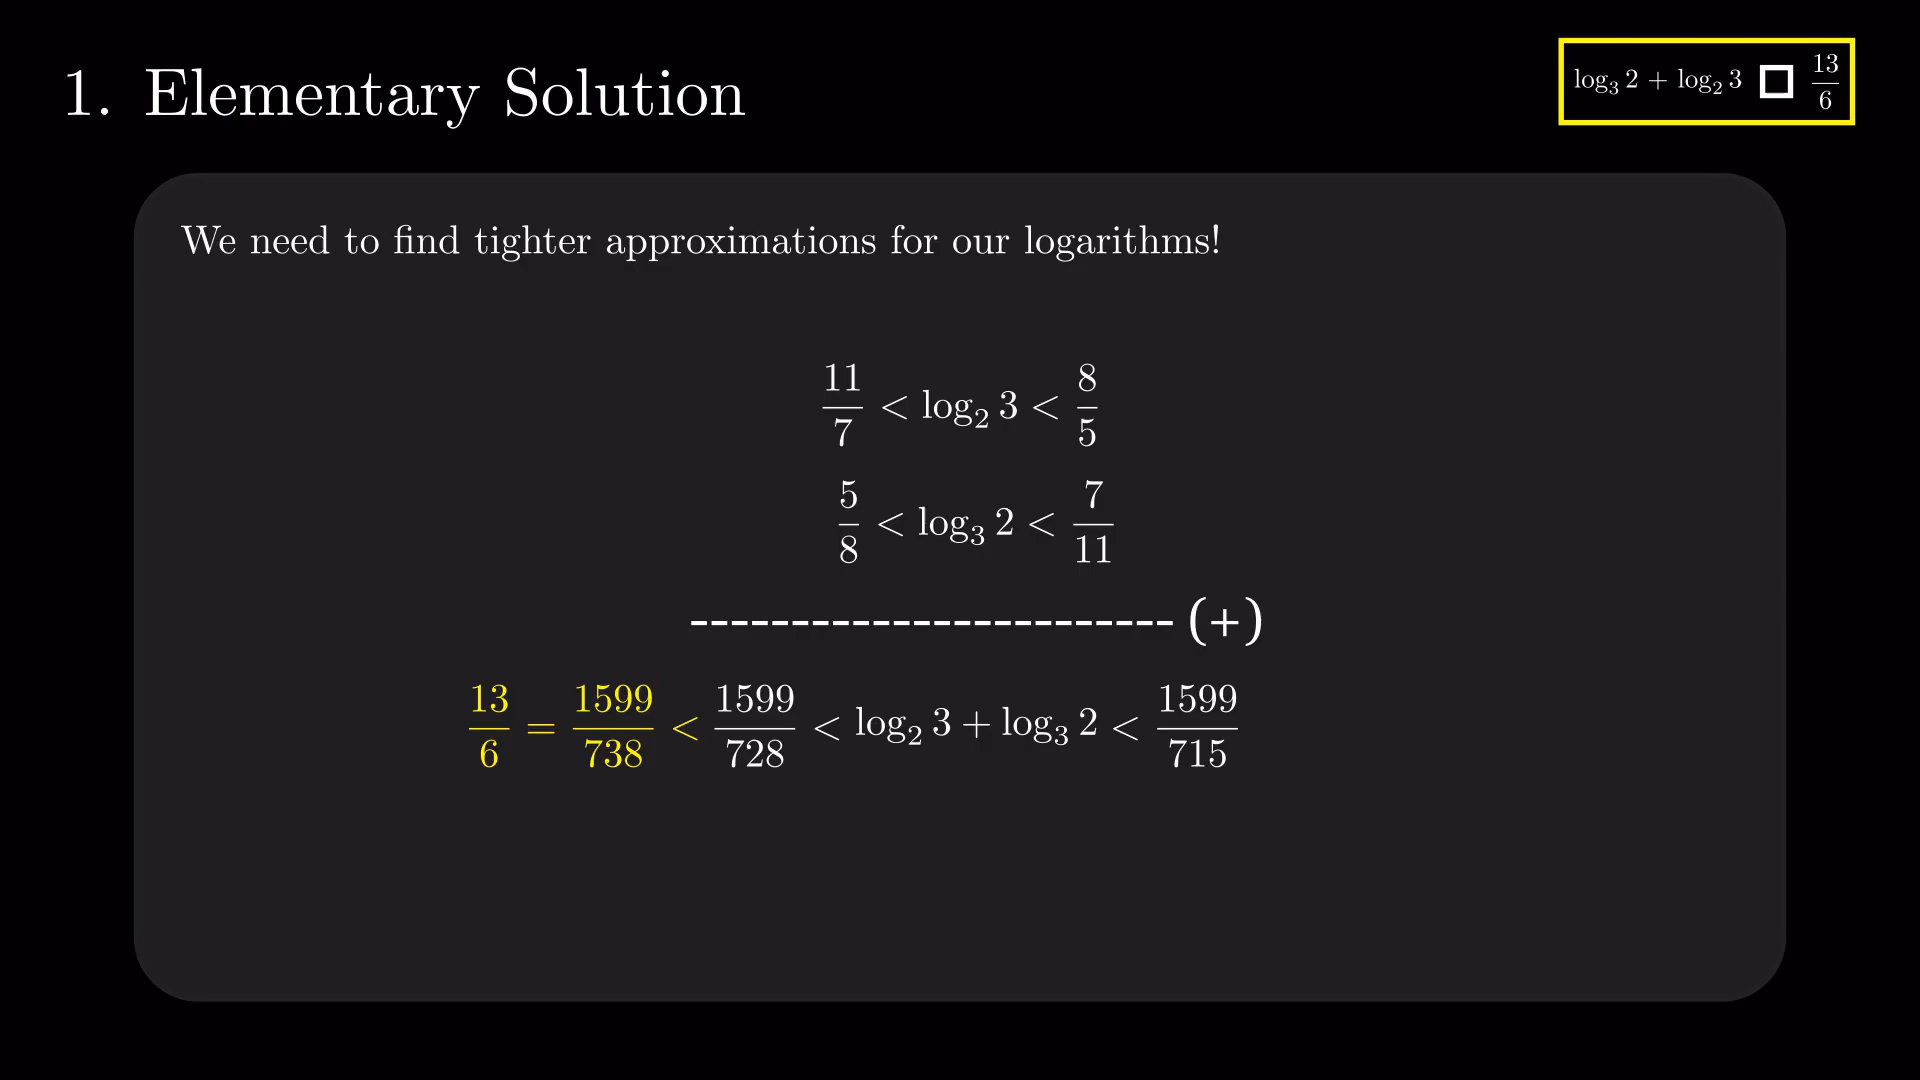 1. Elementary Solution
log₃ 2 + log₂ 3 □ 13/6
We need to find tighter approximations for our logarithms!
11/7 < log₂ 3 < 8/5
5/8 < log₃ 2 < 7/11
------------------------ (+)
13/6 = 1599/738 < 1599/728 < log₂ 3 + log₃ 2 < 1599/715